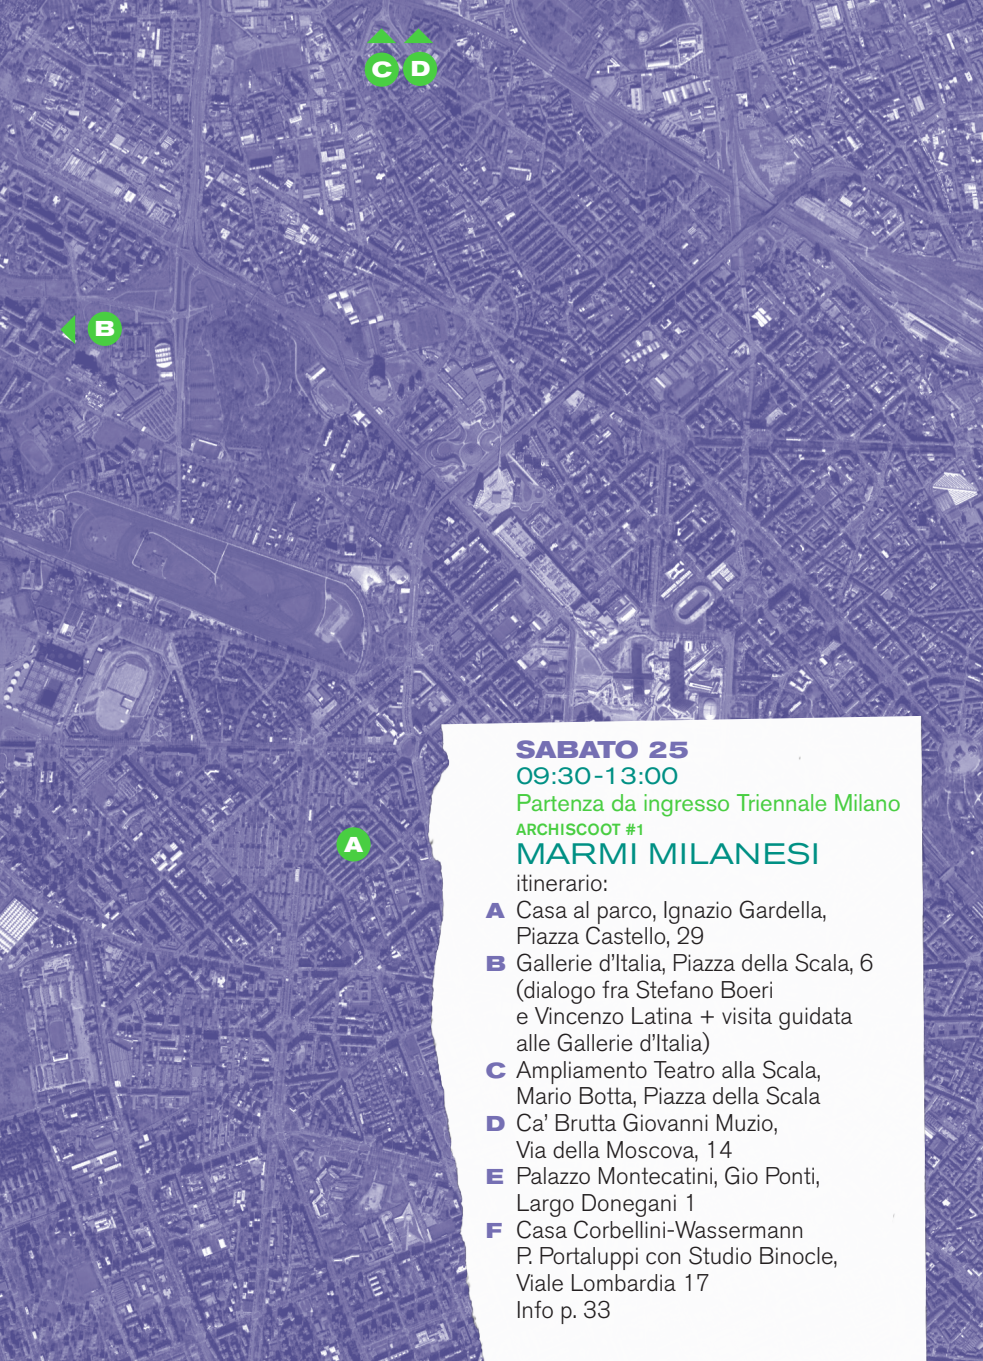 C D
B
A
SABATO 25
09:30-13:00
Partenza da ingresso Triennale Milano
ARCHISCOOT #1
MARMI MILANESI
itinerario:
A Casa al parco, Ignazio Gardella,
Piazza Castello, 29
B Gallerie d'Italia, Piazza della Scala, 6
(dialogo fra Stefano Boeri
e Vincenzo Latina + visita guidata
alle Gallerie d'Italia)
C Ampliamento Teatro alla Scala,
Mario Botta, Piazza della Scala
D Ca' Brutta Giovanni Muzio,
Via della Moscova, 14
E Palazzo Montecatini, Gio Ponti,
Largo Donegani 1
F Casa Corbellini-Wassermann
P. Portaluppi con Studio Binocle,
Viale Lombardia 17
Info p. 33